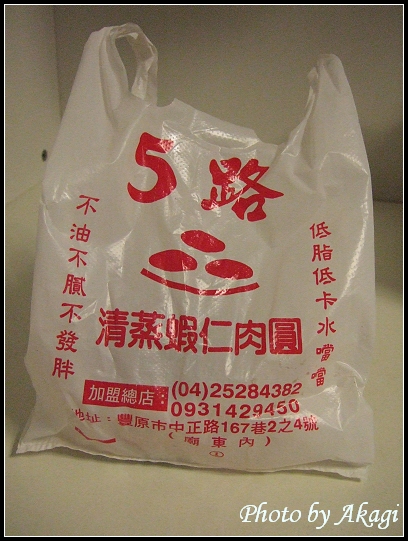 5路
不油不膩不發胖
低脂低卡水噹噹
清蒸蝦仁肉圓
加盟總店
(04)25284382
0931429450
地址:豐原市中正路167巷2之4號
(廟車內)
Photo by Akagi